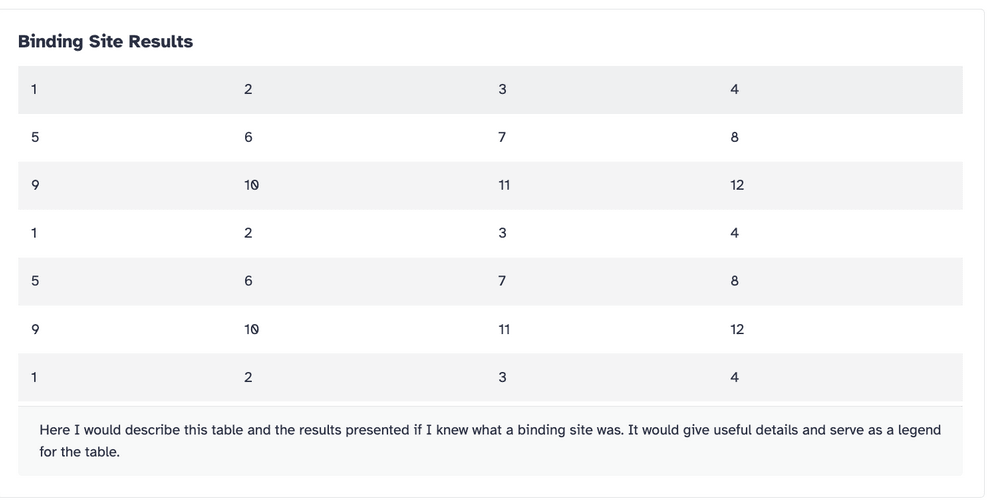 Binding Site Results
1 2 3 4
5 6 7 8
9 10 11 12
1 2 3 4
5 6 7 8
9 10 11 12
1 2 3 4
Here I would describe this table and the results presented if I knew what a binding site was. It would give useful details and serve as a legend
for the table.